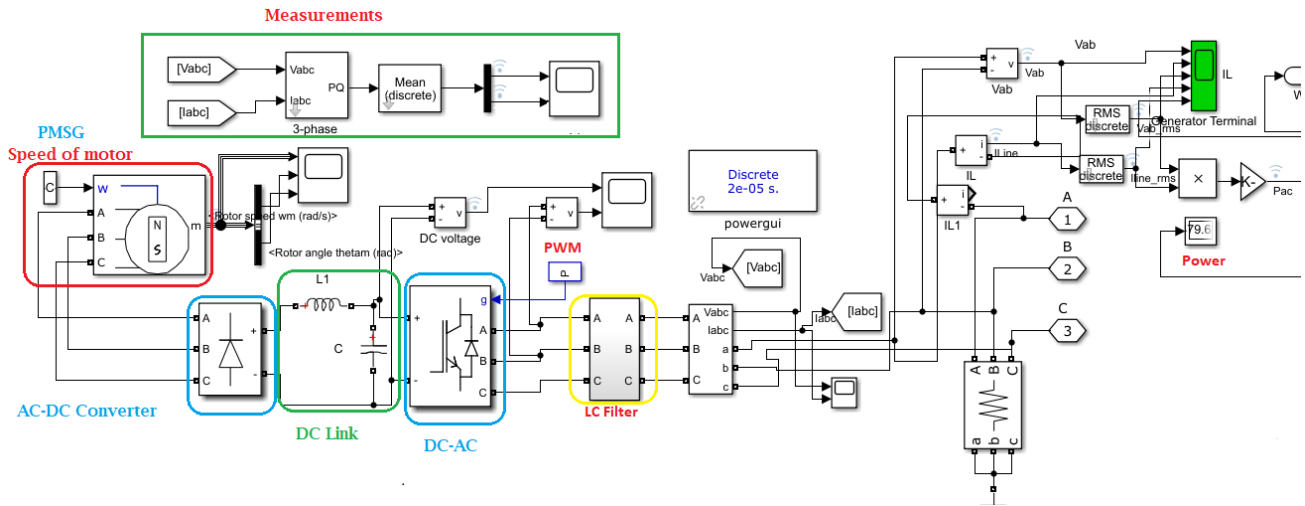 Measurements
[Vabc]
[Iabc]
Vabc
Iabc
PQ
3-phase
Mean
(discrete)
PMSG
Speed of motor
C
w
A
B
C
m
N
S
<Rotor speed wm (rad/s)>
<Rotor angle thetam (rad)>
+
-
v
DC voltage
+
-
v
PWM
P
Discrete
2e-05 s.
powergui
Vab
+
-
v
Vab
Vab
IL
Generator Terminal
RMS
discrete
Vab_rms
+
i
-
ILine
IL
RMS
discrete
Iline_rms
×
K-
Pac
W
+
i
-
IL1
A
1
B
2
C
3
79.6
Power
Vabc
[Vabc]
Iabc
[Iabc]
L1
C
A
B
C
+
-
AC-DC Converter
DC Link
g
+
-
A
B
C
DC-AC
A
B
C
A
B
C
LC Filter
A
B
C
Vabc
Iabc
a
b
c
A
B
C
a
b
c